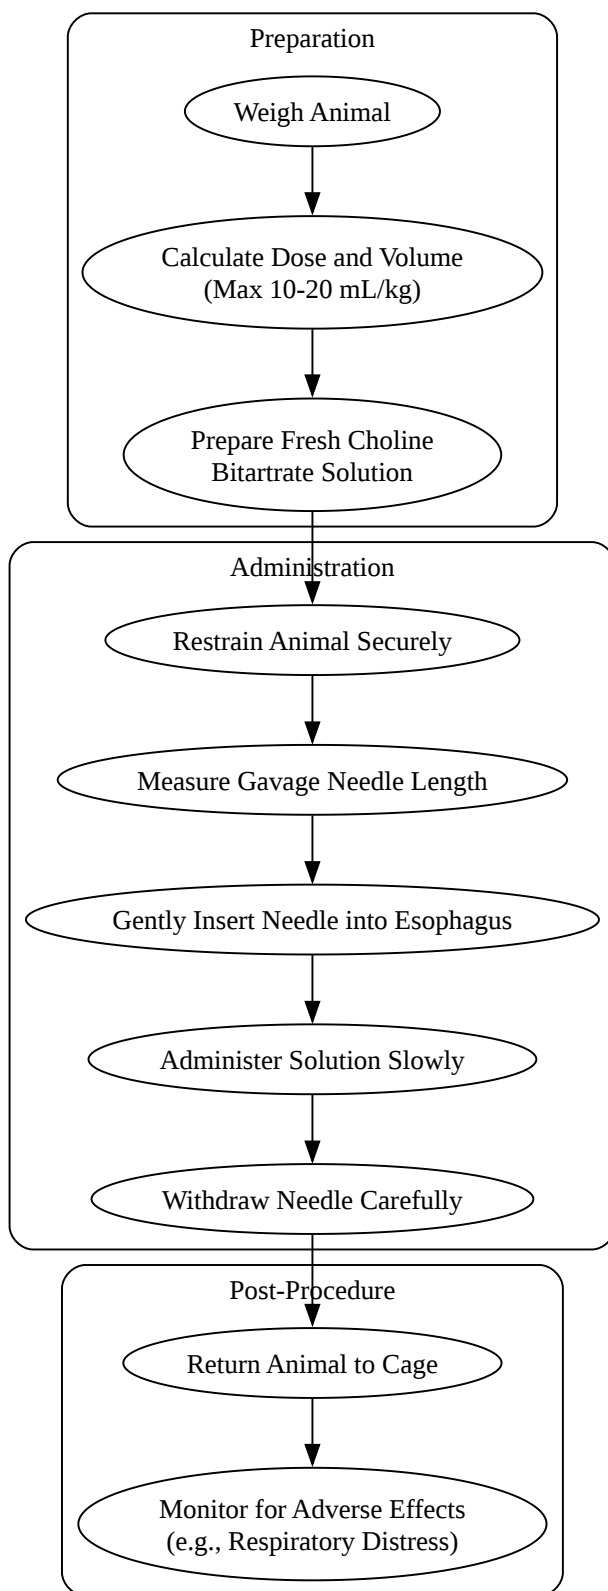 Preparation
Weigh Animal
Calculate Dose and Volume
(Max 10-20 mL/kg)
Prepare Fresh Choline
Bitartrate Solution
Administration
Restrain Animal Securely
Measure Gavage Needle Length
Gently Insert Needle into Esophagus
Administer Solution Slowly
Withdraw Needle Carefully
Post-Procedure
Return Animal to Cage
Monitor for Adverse Effects
(e.g., Respiratory Distress)